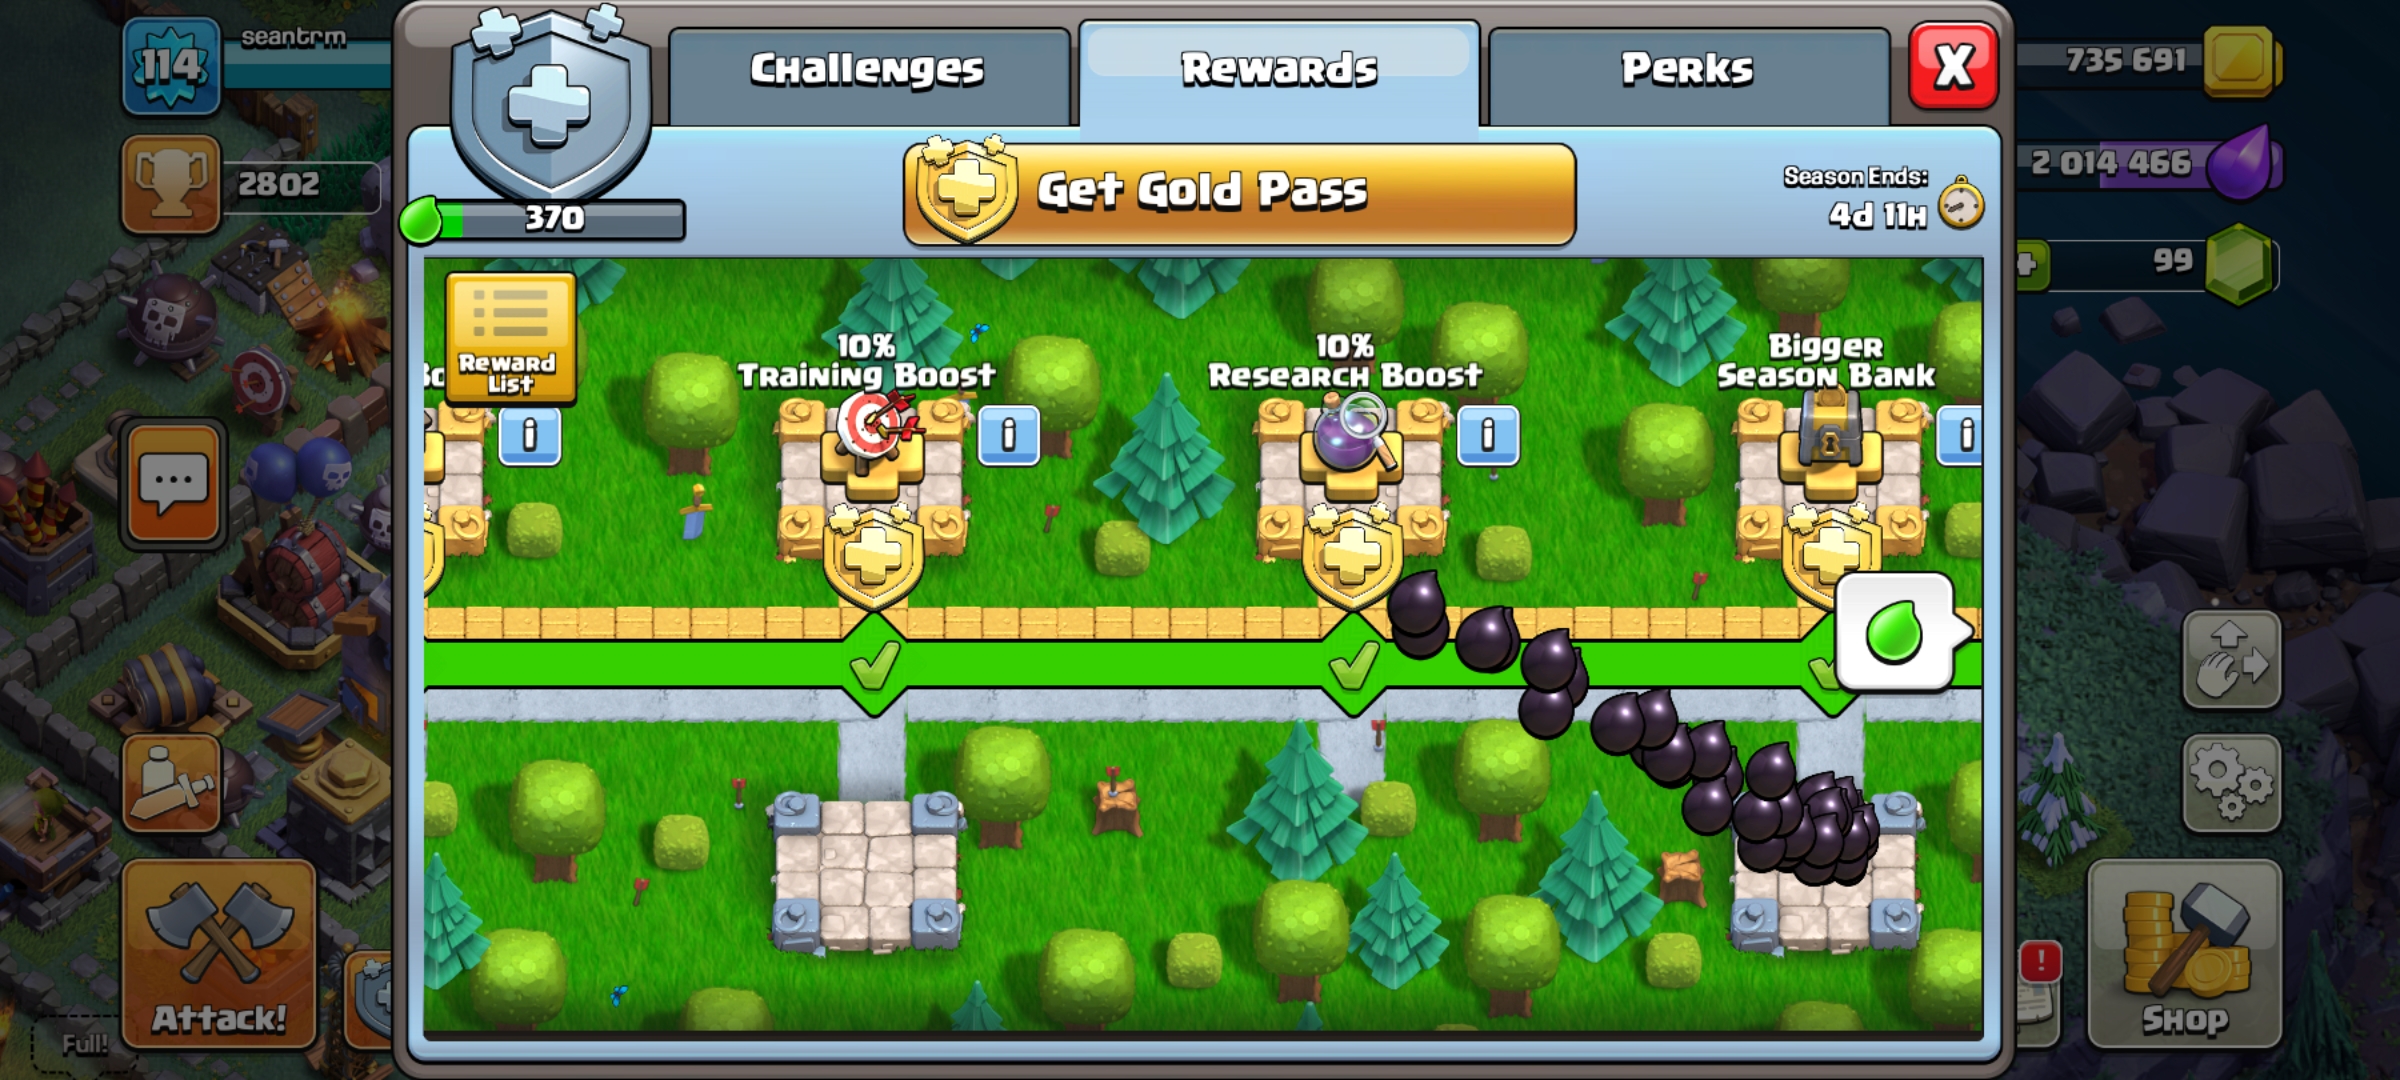 114
seantrm
2802
Challenges
Rewards
Perks
X
735 691
2 014 466
99
370
Get Gold Pass
Season Ends:
4d 11H
Reward
List
10%
Training Boost
10%
Research Boost
Bigger
Season Bank
i
i
i
i
Attack!
Full!
!
Shop